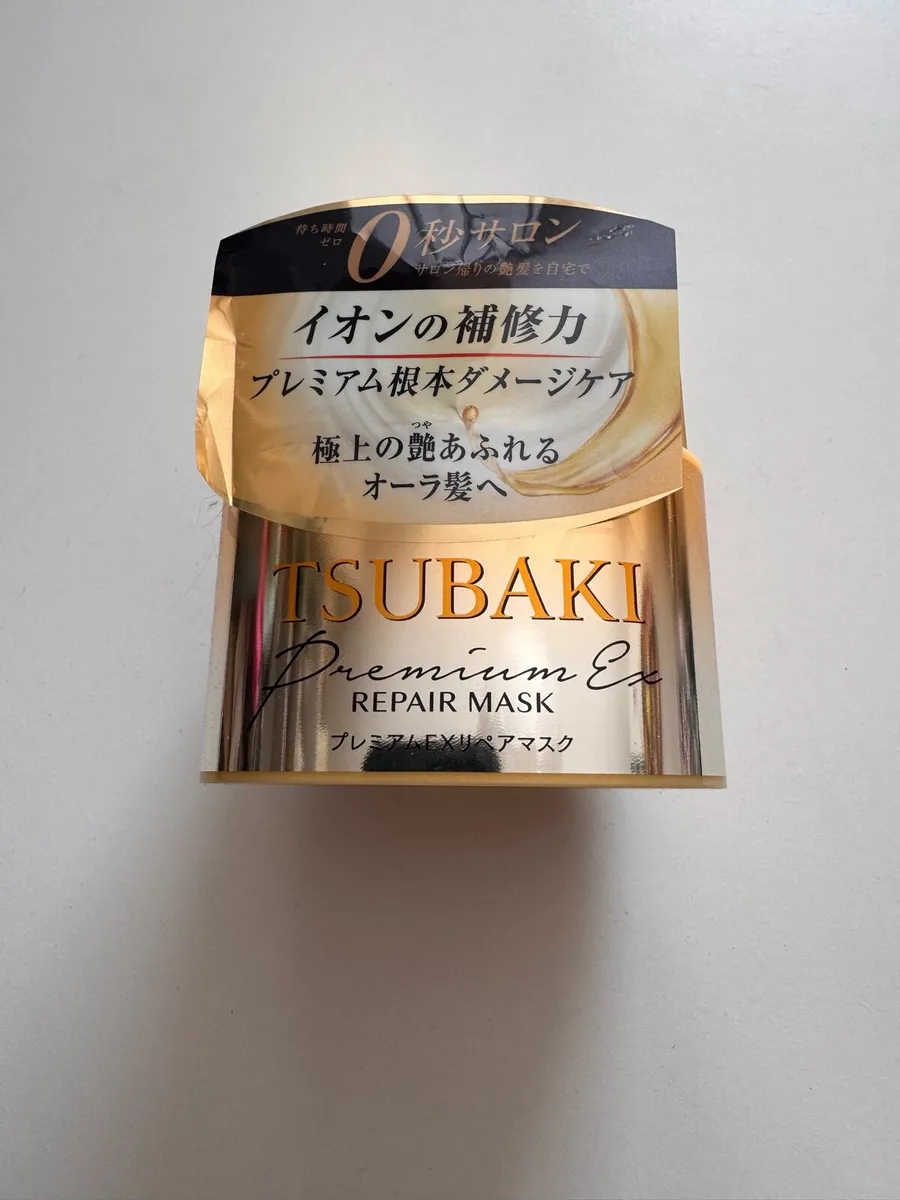 待ち時間
ゼロ
0秒サロン
サロン帰りの艶髪を自宅で
イオンの補修力
プレミアム根本ダメージケア
つや
極上の艶あふれる
オーラ髪へ
TSUBAKI
Premium Ex
REPAIR MASK
プレミアムEXリペアマスク